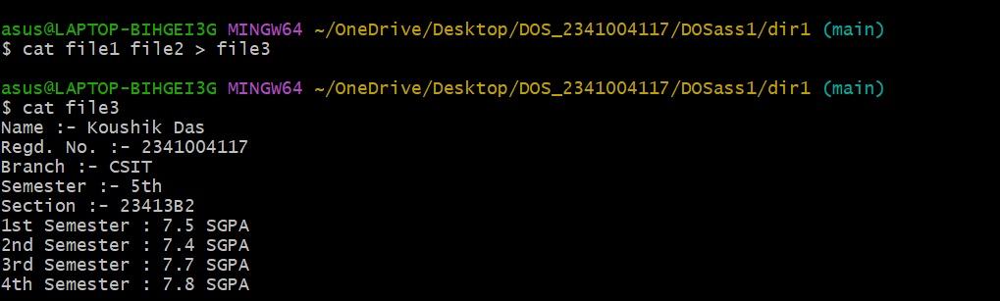 asus@LAPTOP-BIHGEI3G MINGW64 ~/OneDrive/Desktop/DOS_2341004117/DOSass1/dir1 (main)
$ cat file1 file2 > file3
asus@LAPTOP-BIHGEI3G MINGW64 ~/OneDrive/Desktop/DOS_2341004117/DOSass1/dir1 (main)
$ cat file3
Name :- Koushik Das
Regd. No. :- 2341004117
Branch :- CSIT
Semester :- 5th
Section :- 23413B2
1st Semester : 7.5 SGPA
2nd Semester : 7.4 SGPA
3rd Semester : 7.7 SGPA
4th Semester : 7.8 SGPA